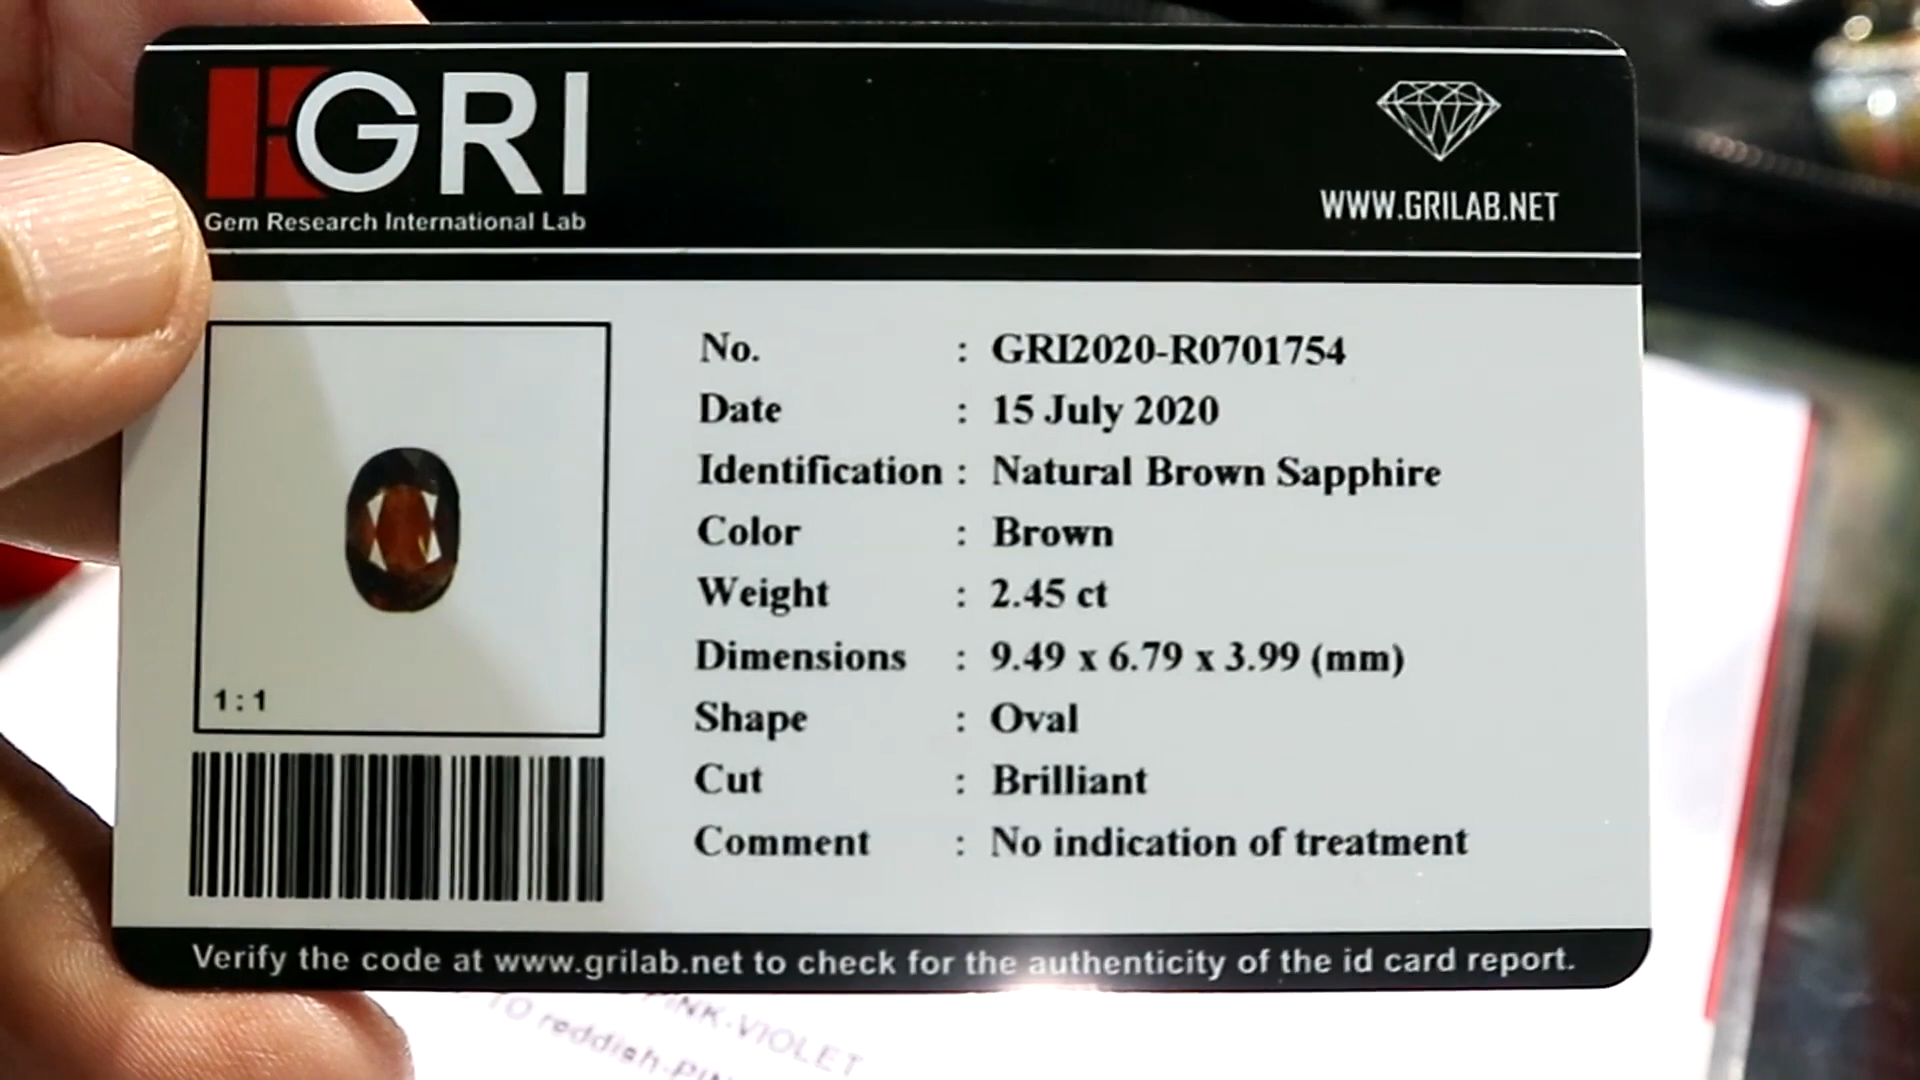 GRI
Gem Research International Lab
WWW.GRILAB.NET
No. : GRI2020-R0701754
Date : 15 July 2020
Identification : Natural Brown Sapphire
Color : Brown
Weight : 2.45 ct
Dimensions : 9.49 x 6.79 x 3.99 (mm)
Shape : Oval
Cut : Brilliant
Comment : No indication of treatment
1 : 1
Verify the code at www.grilab.net to check for the authenticity of the id card report.
PINK-VIOLET
TO reddish-PIN